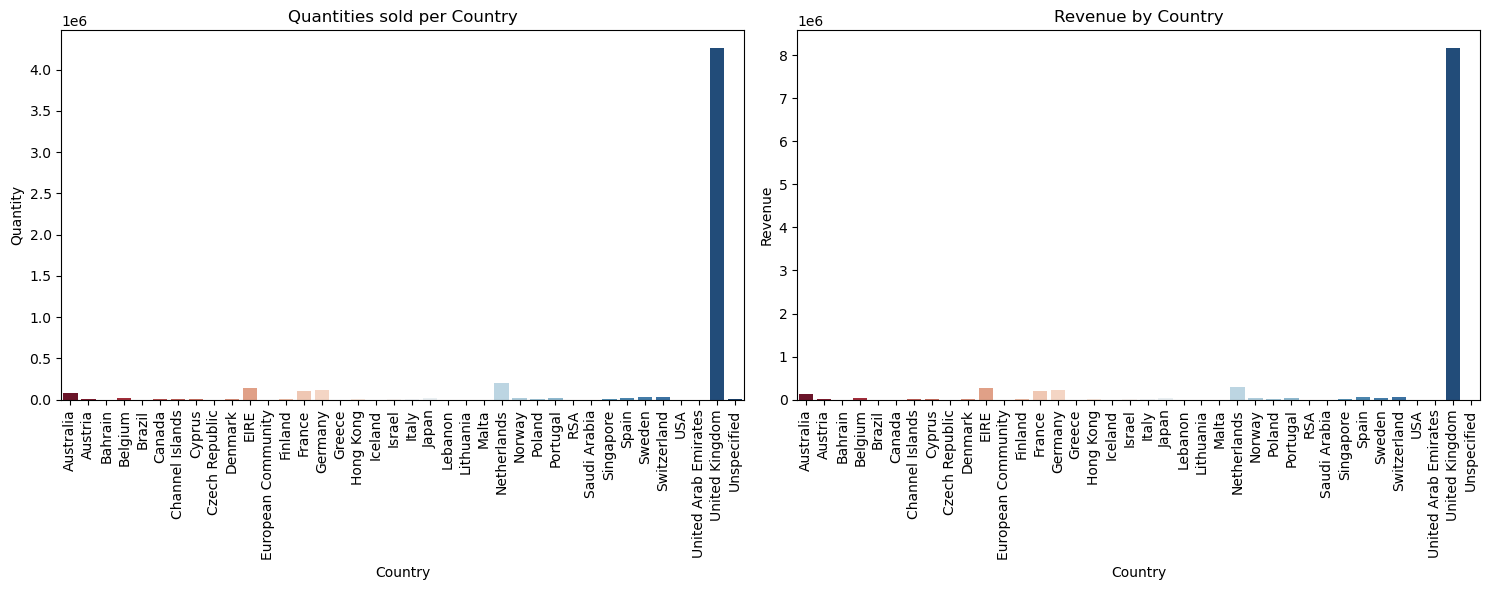 Quantities sold per Country
1e6
4.0
3.5
3.0
2.5
2.0
1.5
1.0
0.5
0.0
Quantity
Australia
Austria
Bahrain
Belgium
Brazil
Canada
Channel Islands
Cyprus
Czech Republic
Denmark
EIRE
European Community
Finland
France
Germany
Greece
Hong Kong
Iceland
Israel
Italy
Japan
Lebanon
Lithuania
Malta
Netherlands
Norway
Poland
Portugal
RSA
Saudi Arabia
Singapore
Spain
Sweden
Switzerland
USA
United Arab Emirates
United Kingdom
Unspecified
Country
Revenue by Country
1e6
8
7
6
5
4
3
2
1
0
Revenue
Australia
Austria
Bahrain
Belgium
Brazil
Canada
Channel Islands
Cyprus
Czech Republic
Denmark
EIRE
European Community
Finland
France
Germany
Greece
Hong Kong
Iceland
Israel
Italy
Japan
Lebanon
Lithuania
Malta
Netherlands
Norway
Poland
Portugal
RSA
Saudi Arabia
Singapore
Spain
Sweden
Switzerland
USA
United Arab Emirates
United Kingdom
Unspecified
Country